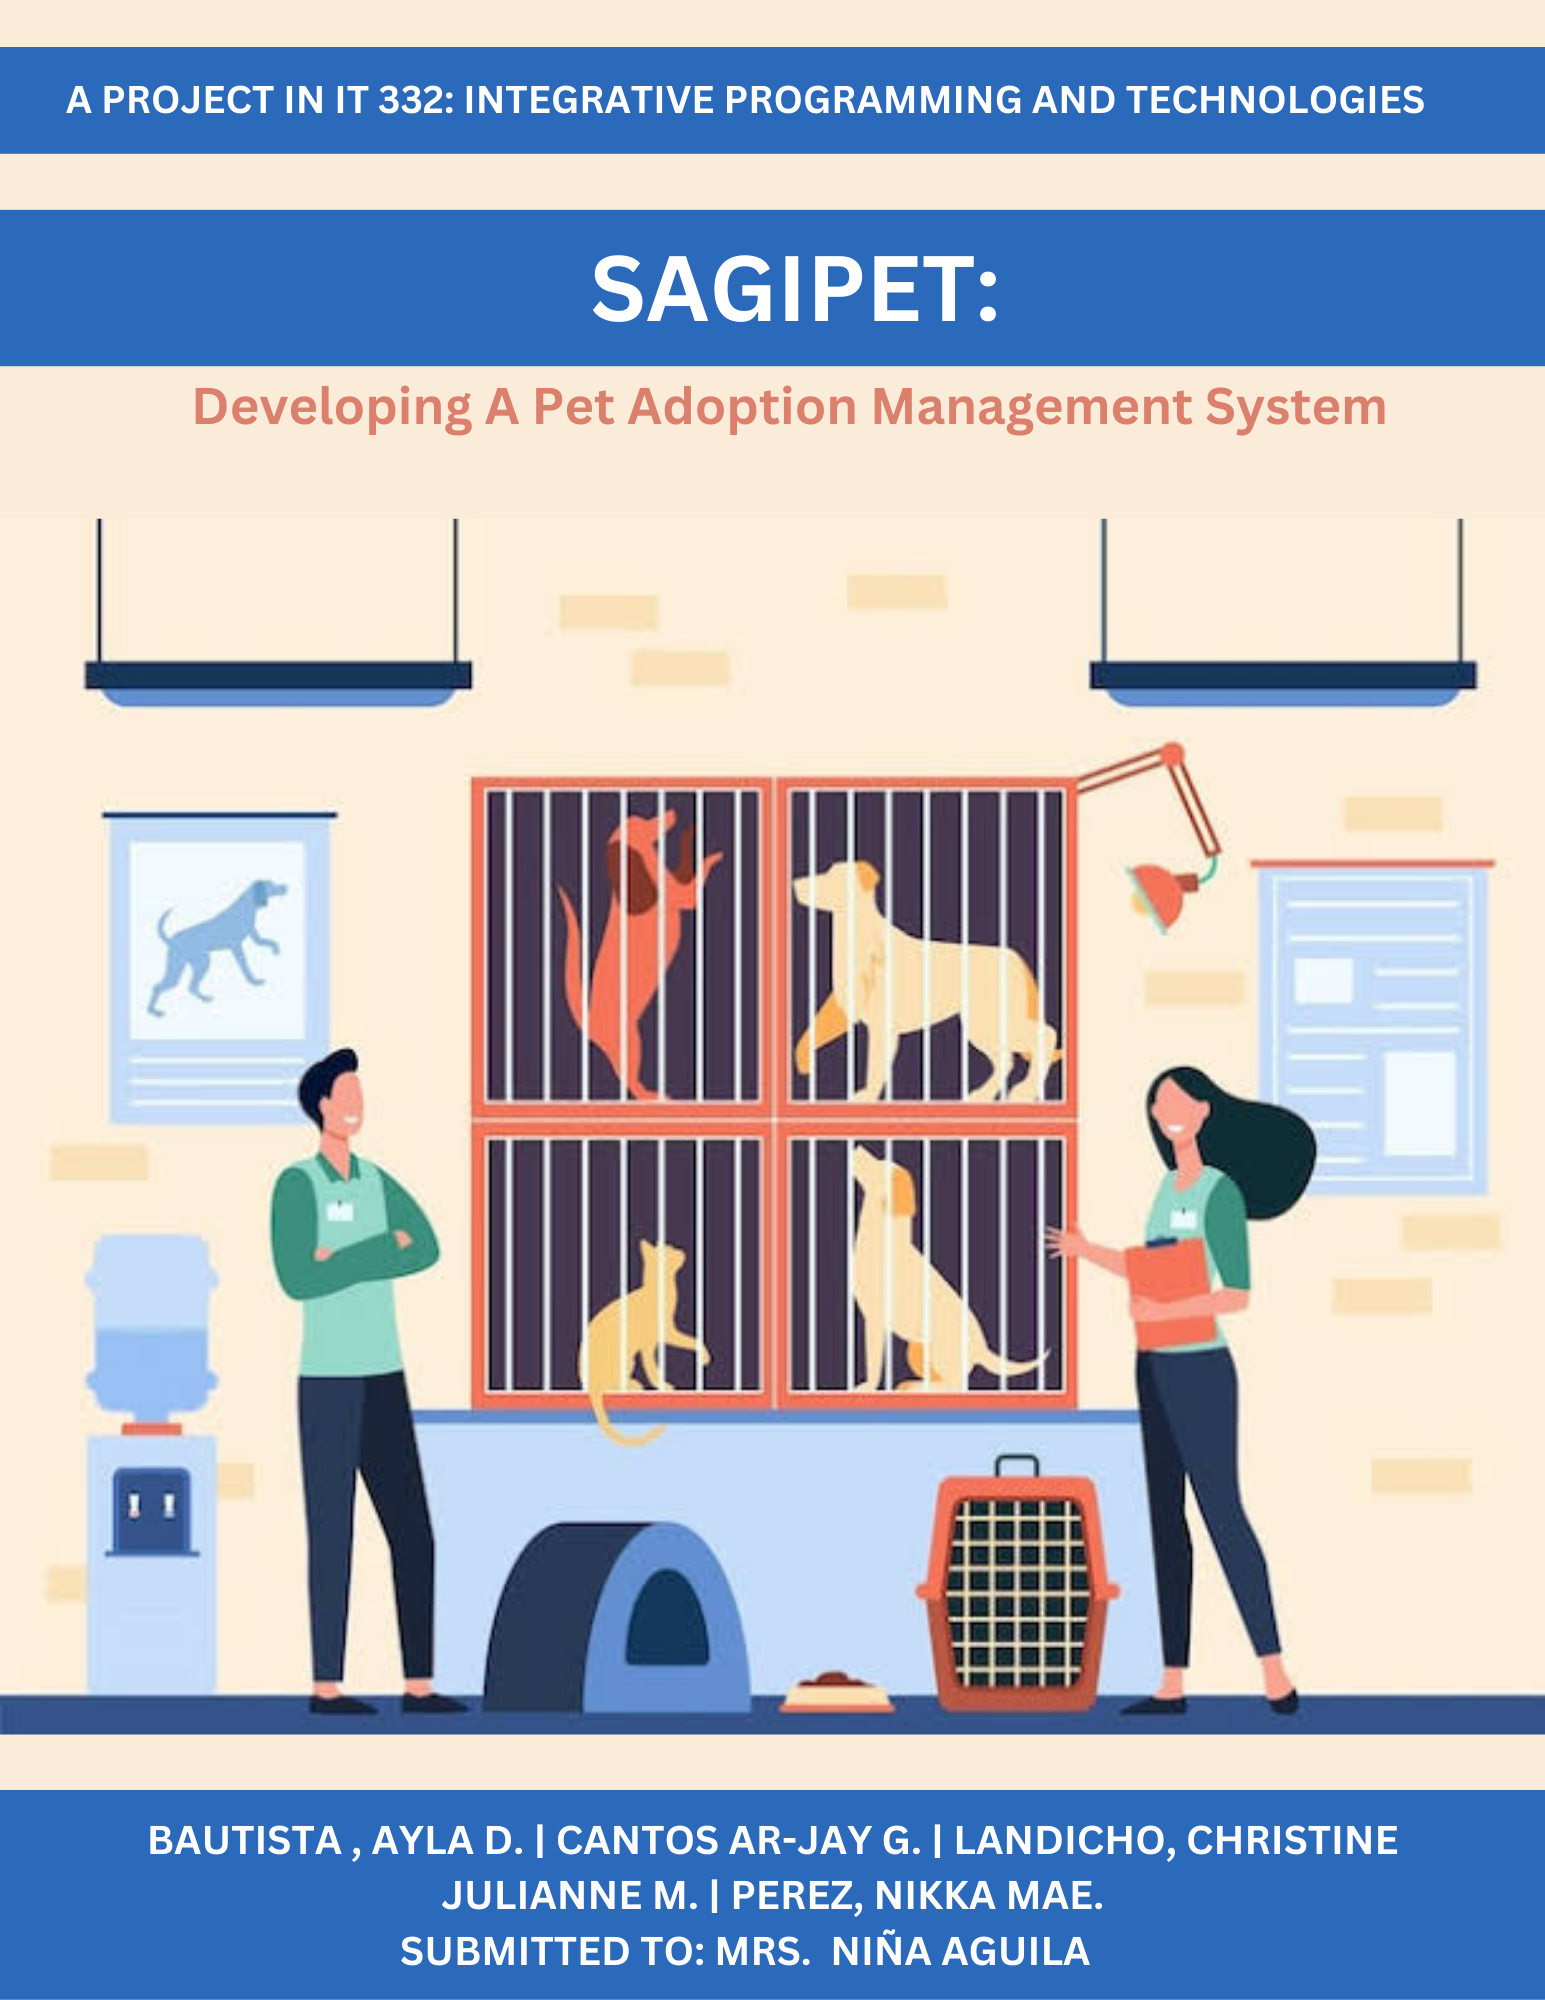 A PROJECT IN IT 332: INTEGRATIVE PROGRAMMING AND TECHNOLOGIES
SAGIPET:
Developing A Pet Adoption Management System
BAUTISTA , AYLA D. | CANTOS AR-JAY G. | LANDICHO, CHRISTINE
JULIANNE M. | PEREZ, NIKKA MAE.
SUBMITTED TO: MRS.  NIÑA AGUILA